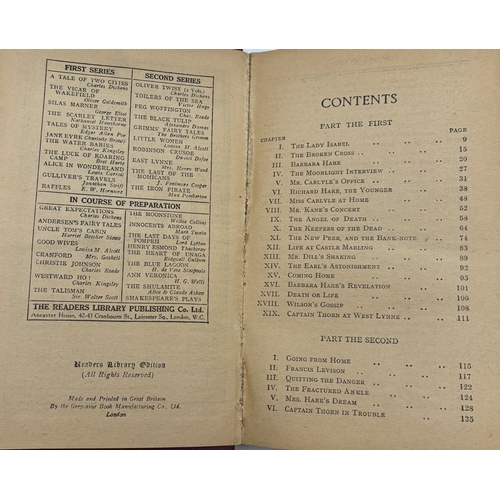 FIRST SERIES
A TALE OF TWO CITIES
Charles Dickens
THE VICAR OF
WAKEFIELD
Oliver Goldsmith
SILAS MARNER
George Eliot
THE SCARLET LETTER
Nathaniel Hawthorne
TALES OF MYSTERY
Edgar Allan Poe
JANE EYRE Charlotte Brontë
THE WATER BABIES
Charles Kingsley
THE LUCK OF ROARING
CAMP Bret Harte
ALICE IN WONDERLAND
Lewis Carroll
GULLIVER'S TRAVELS
Jonathan Swift
RAFFLES E. W. Hornung
SECOND SERIES
OLIVER TWIST (2 Vols.)
Charles Dickens
TOILERS OF THE SEA
Victor Hugo
PEG WOFFINGTON
Chas. Reade
THE BLACK TULIP
Alexandre Dumas
GRIMMS' FAIRY TALES
The Brothers Grimm
LITTLE WOMEN
Louisa M. Alcott
ROBINSON CRUSOE
Daniel Defoe
EAST LYNNE
Henry Wood
THE LAST OF THE
MOHICANS
J. Fenimore Cooper
THE IRON PIRATE
Max Pemberton
IN COURSE OF PREPARATION
GREAT EXPECTATIONS
Charles Dickens
ANDERSEN'S FAIRY TALES
UNCLE TOM'S CABIN
Harriet Beecher Stowe
GOOD WIVES
Louisa M. Alcott
CRANFORD Mrs. Gaskell
CHRISTIE JOHNSON
Charles Reade
WESTWARD HO!
Charles Kingsley
THE TALISMAN
Sir Walter Scott
THE MOONSTONE
Wilkie Collins
INNOCENTS ABROAD
Mark Twain
THE LAST DAYS OF
POMPEII Lord Lytton
HENRY ESMOND Thackeray
THE HEART OF UNAGA
Ridgwell Cullum
THE BLUE LAGOON
H. de Vere Stacpoole
ANN VERONICA
H. G. Wells
THE SHULAMITE
Alice & Claude Askew
SHAKESPEARE'S PLAYS
THE READERS LIBRARY PUBLISHING Co. Ltd.
Ancaster House, 42-43 Cranbourn St., Leicester Sq., London, W.C.
Readers Library Edition
(All Rights Reserved)
Made and Printed in Great Britain
By the Greycaine Book Manufacturing Co., Ltd.
London
CONTENTS
PART THE FIRST
CHAPTER PAGE
I. The Lady Isabel .. .. .. 9
II. The Broken Cross .. .. .. 15
III. Barbara Hare .. .. .. 20
IV. The Moonlight Interview .. .. .. 27
V. Mr. Carlyle's Office .. .. .. 31
VI. Richard Hare, the Younger .. .. 38
VII. Miss Carlyle at Home .. .. .. 48
VIII. Mr. Kane's Concert .. .. .. 52
IX. The Angel of Death .. .. .. 61
X. The Keepers of the Dead .. .. .. 64
XI. The New Peer, and the Bank-note .. .. 74
XII. Life at Castle Marling .. .. .. 83
XIII. Mr. Dill's Shaking .. .. .. 89
XIV. The Earl's Astonishment .. .. .. 92
XV. Coming Home .. .. .. 95
XVI. Barbara Hare's Revelation .. .. 101
XVII. Death or Life .. .. .. 106
XVIII. Wilson's Gossip .. .. .. 108
XIX. Captain Thorn at West Lynne .. .. 111
PART THE SECOND
I. Going from Home .. .. .. 115
II. Francis Levison .. .. .. 117
III. Quitting the Danger .. .. .. 122
IV. The Fractured Ankle .. .. .. 124
V. Mrs. Hare's Dream .. .. .. 128
VI. Captain Thorn in Trouble .. .. 135